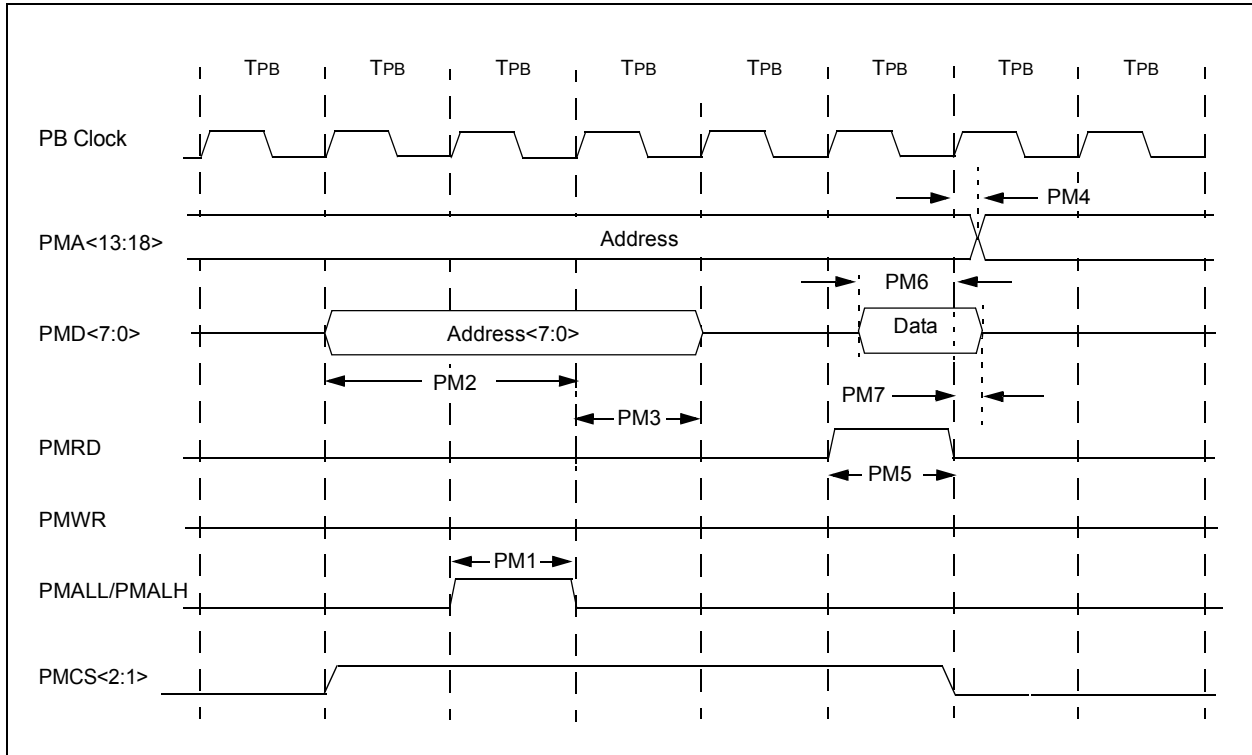 TPB TPB TPB TPB TPB TPB TPB TPB
PB Clock
PM4
PMA<13:18>
Address
PM6
PMD<7:0>
Address<7:0>
Data
PM2
PM7
PM3
PMRD
PM5
PMWR
PM1
PMALL/PMALH
PMCS<2:1>